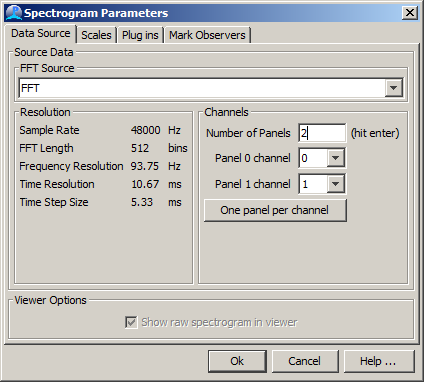 Spectrogram Parameters
Data Source Scales Plug ins Mark Observers
Source Data
FFT Source
FFT
Resolution
Sample Rate 48000 Hz
FFT Length 512 bins
Frequency Resolution 93.75 Hz
Time Resolution 10.67 ms
Time Step Size 5.33 ms
Channels
Number of Panels 2 (hit enter)
Panel 0 channel 0
Panel 1 channel 1
One panel per channel
Viewer Options
Show raw spectrogram in viewer
Ok Cancel Help ...